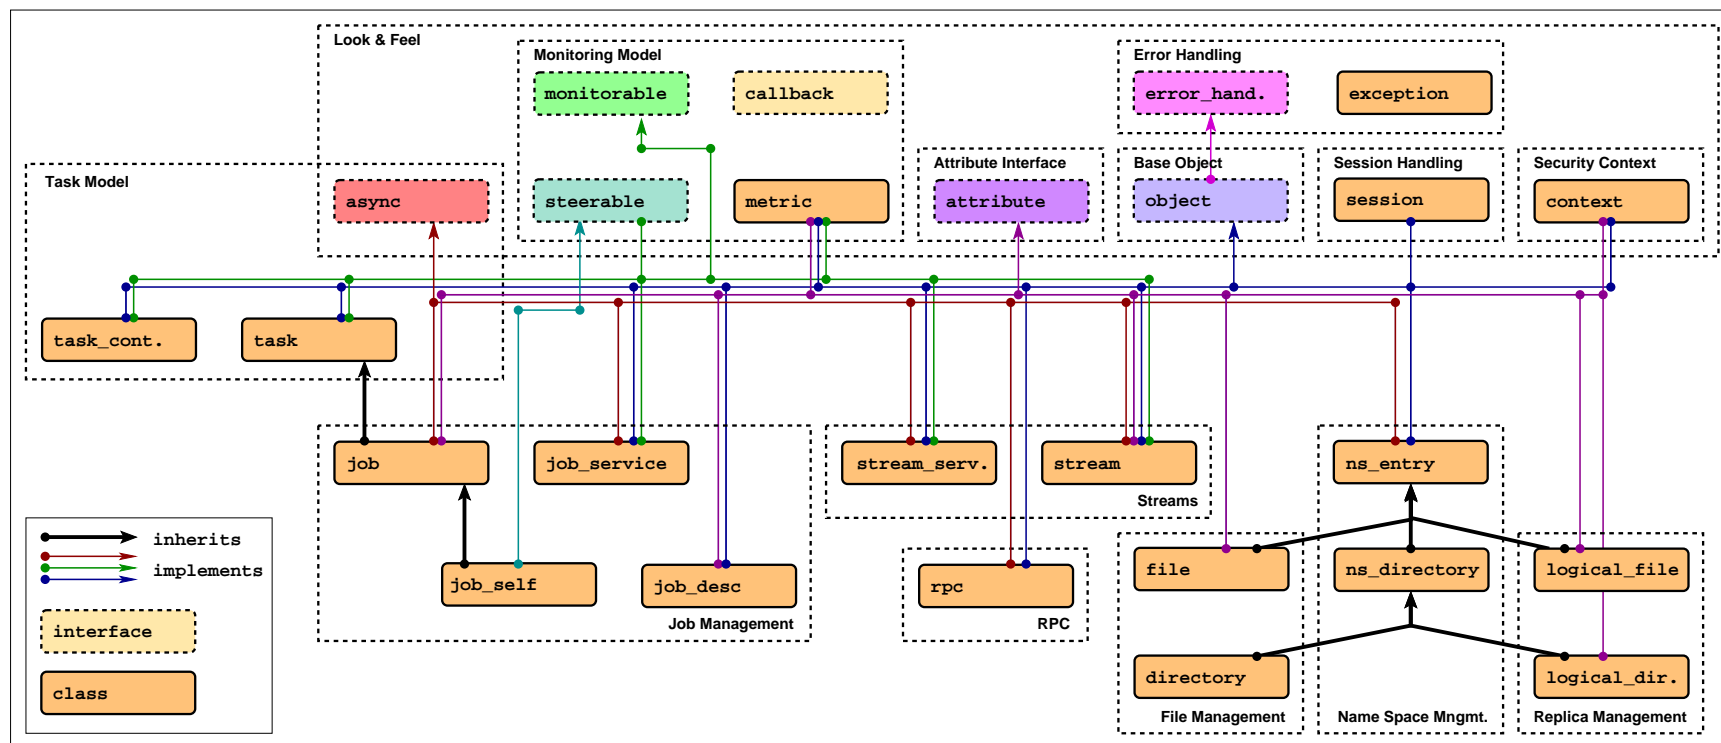 Look & Feel
Monitoring Model
Error Handling
monitorable
callback
error_hand.
exception
Task Model
Attribute Interface
Base Object
Session Handling
Security Context
async
steerable
metric
attribute
object
session
context
task_cont.
task
job
job_service
stream_serv.
stream
ns_entry
Streams
inherits
implements
job_self
job_desc
rpc
file
ns_directory
logical_file
interface
Job Management
RPC
class
directory
logical_dir.
File Management
Name Space Mngmt.
Replica Management